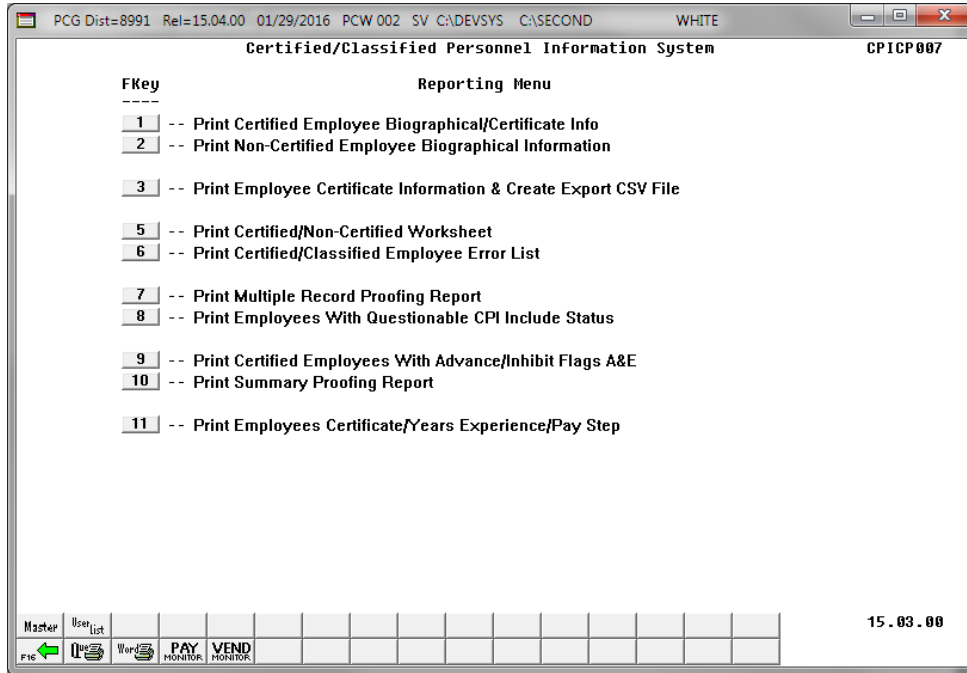 PCG Dist=8991 Rel=15.04.00 01/29/2016 PCW 002 SV C:\DEVSYS C:\SECOND WHITE
Certified/Classified Personnel Information System CPICP007
FKey Reporting Menu
----
1 -- Print Certified Employee Biographical/Certificate Info
2 -- Print Non-Certified Employee Biographical Information
3 -- Print Employee Certificate Information & Create Export CSV File
5 -- Print Certified/Non-Certified Worksheet
6 -- Print Certified/Classified Employee Error List
7 -- Print Multiple Record Proofing Report
8 -- Print Employees With Questionable CPI Include Status
9 -- Print Certified Employees With Advance/Inhibit Flags A&E
10 -- Print Summary Proofing Report
11 -- Print Employees Certificate/Years Experience/Pay Step
Master User List 15.03.00
F16 Que Word PAY MONITOR VEND MONITOR